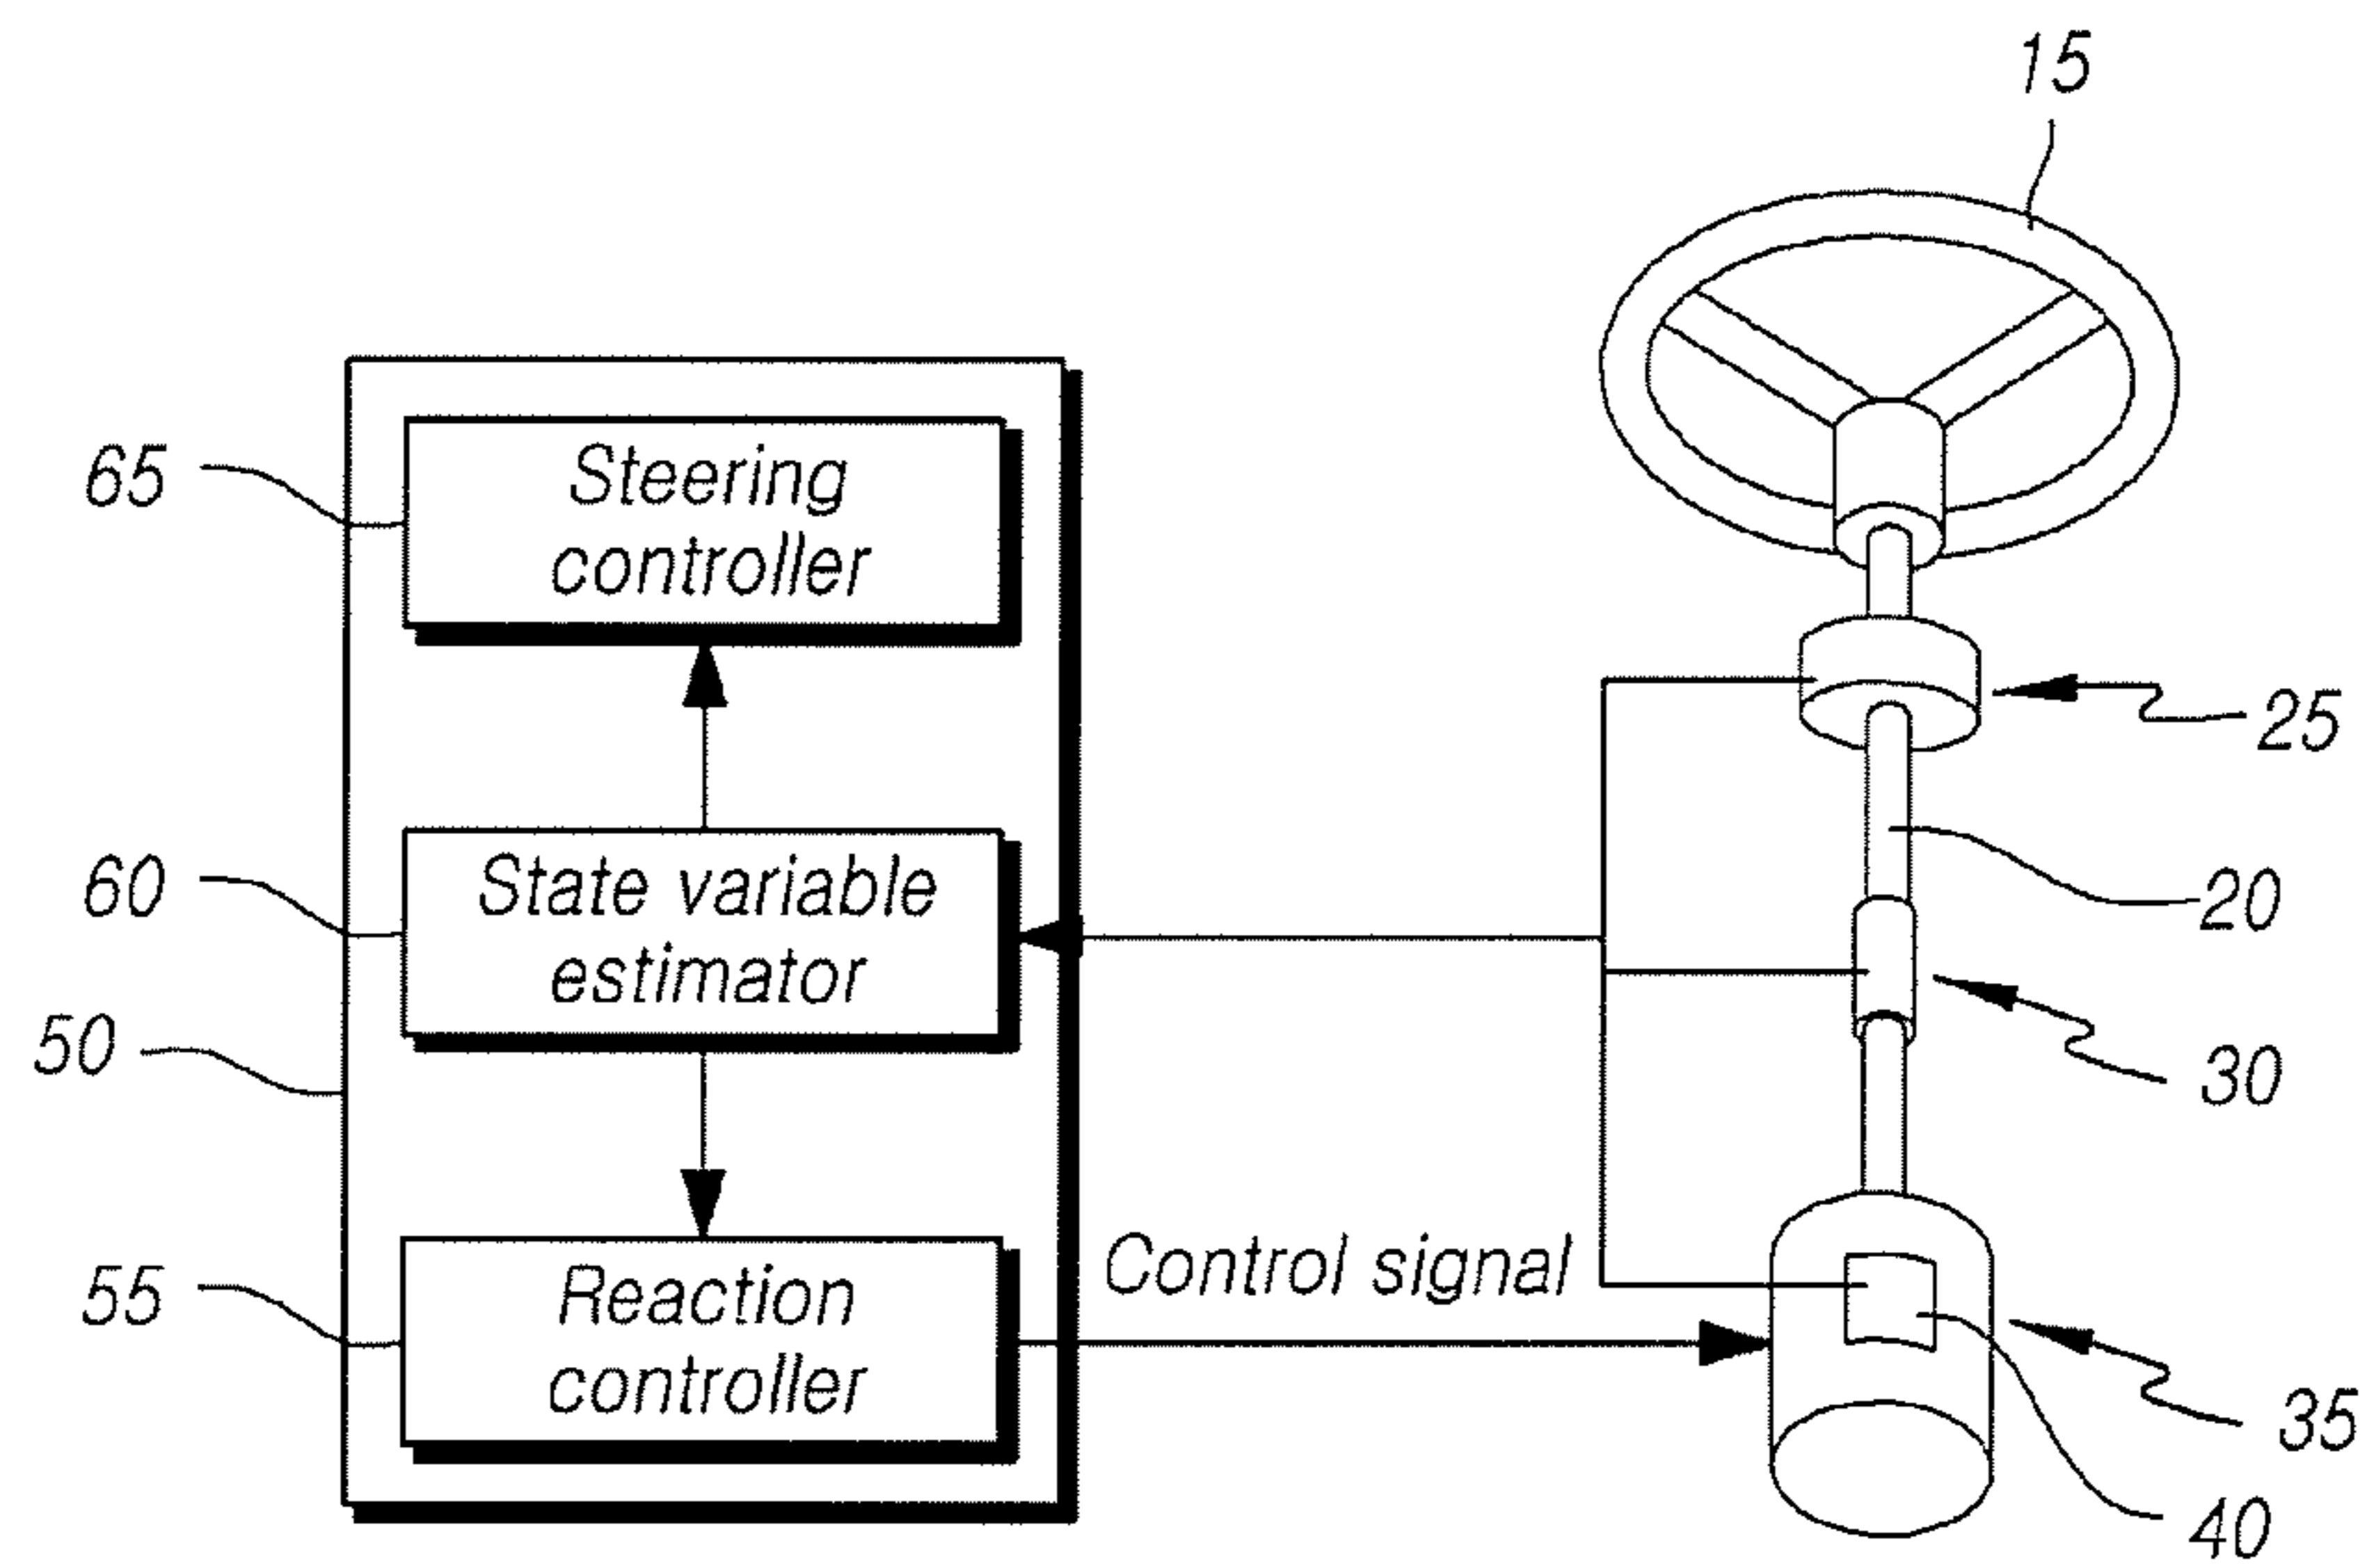 15
65
Steering
controller
25
60
State variable
estimator
20
50
30
55
Reaction
controller
Control signal
35
40